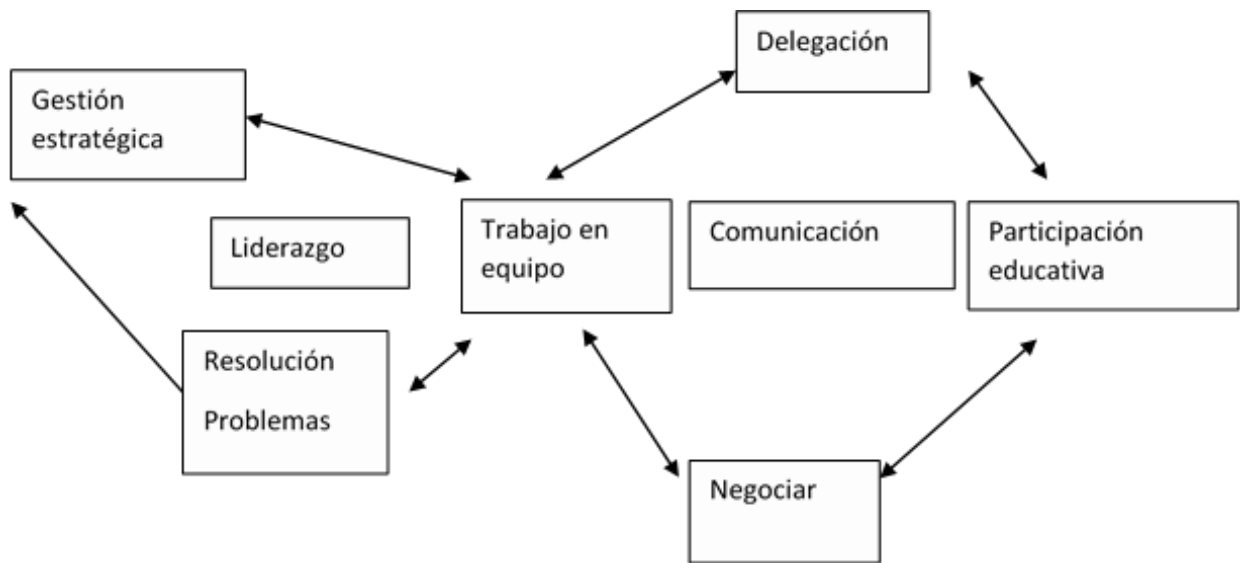 Delegación
Gestión
estratégica
Liderazgo
Trabajo en
equipo
Comunicación
Participación
educativa
Resolución
Problemas
Negociar